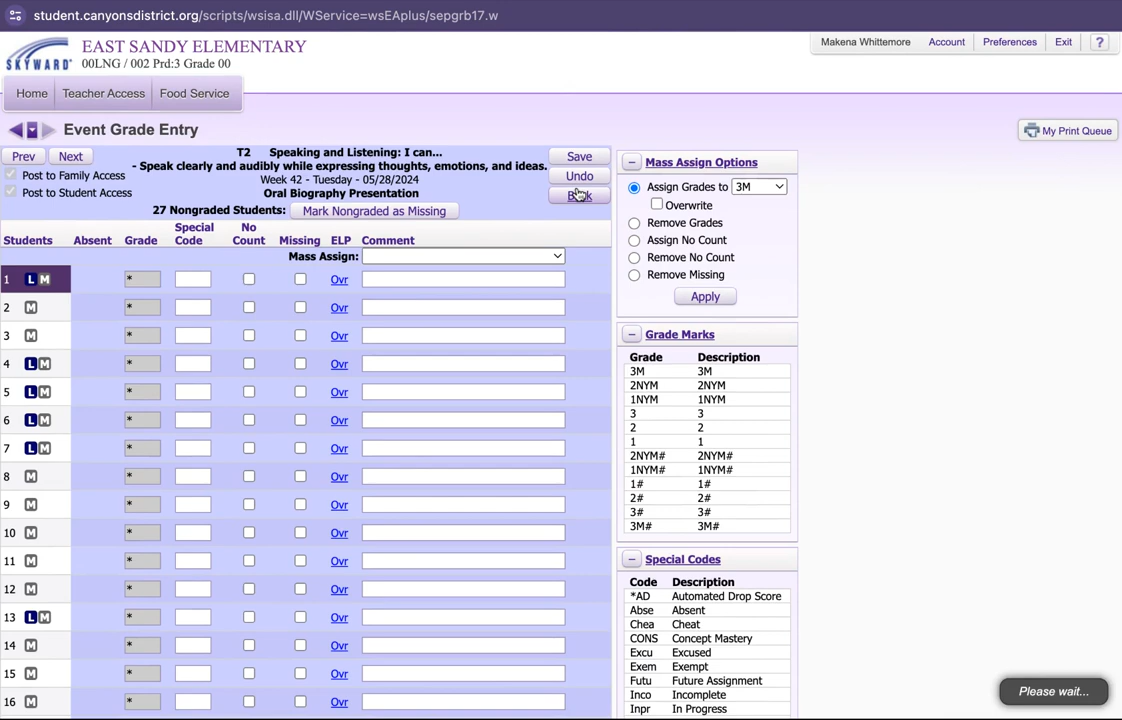 student.canyonsdistrict.org/scripts/wsisa.dll/WService=wsEAplus/sepgrb17.w
SKYWARD®
EAST SANDY ELEMENTARY
00LNG / 002 Prd:3 Grade 00
Makena Whittemore Account Preferences Exit ?
Home Teacher Access Food Service
Event Grade Entry
My Print Queue
Prev Next
Post to Family Access
Post to Student Access
T2 Speaking and Listening: I can...
- Speak clearly and audibly while expressing thoughts, emotions, and ideas.
Week 42 - Tuesday - 05/28/2024
Oral Biography Presentation
27 Nongraded Students: Mark Nongraded as Missing
Save
Undo
Back
Students Absent Grade Special Code No Count Missing ELP Comment
Mass Assign:
1 L M * Ovr
2 M * Ovr
3 M * Ovr
4 L M * Ovr
5 L M * Ovr
6 L M * Ovr
7 L M * Ovr
8 M * Ovr
9 M * Ovr
10 M * Ovr
11 M * Ovr
12 M * Ovr
13 L M * Ovr
14 M * Ovr
15 M * Ovr
16 M * Ovr
Mass Assign Options
Assign Grades to 3M
Overwrite
Remove Grades
Assign No Count
Remove No Count
Remove Missing
Apply
Grade Marks
Grade Description
3M 3M
2NYM 2NYM
1NYM 1NYM
3 3
2 2
1 1
2NYM# 2NYM#
1NYM# 1NYM#
1# 1#
2# 2#
3# 3#
3M# 3M#
Special Codes
Code Description
*AD Automated Drop Score
Abse Absent
Chea Cheat
CONS Concept Mastery
Excu Excused
Exem Exempt
Futu Future Assignment
Inco Incomplete
Inpr In Progress
Please wait...